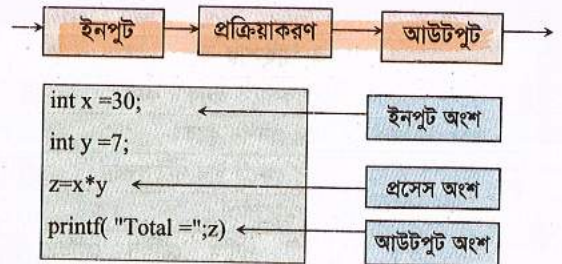 ইনপুট প্রক্রিয়াকরণ আউটপুট
int x =30;
ইনপুট অংশ
int y =7;
z=x*y
প্রসেস অংশ
printf( "Total =";z)
আউটপুট অংশ